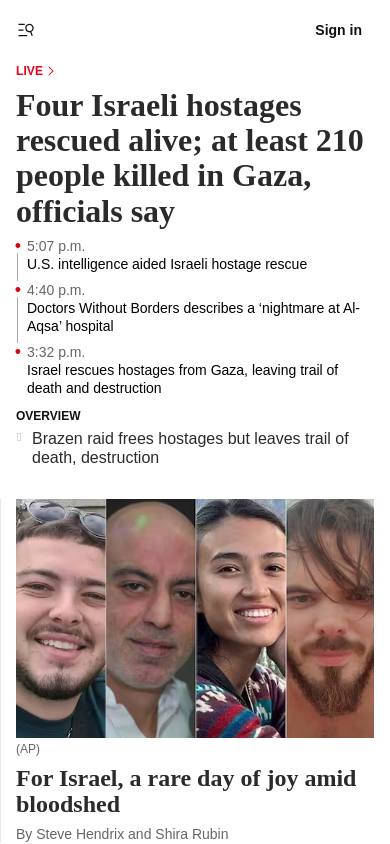 Sign in
LIVE
Four Israeli hostages
rescued alive; at least 210
people killed in Gaza,
officials say
5:07 p.m.
U.S. intelligence aided Israeli hostage rescue
4:40 p.m.
Doctors Without Borders describes a ‘nightmare at Al-
Aqsa’ hospital
3:32 p.m.
Israel rescues hostages from Gaza, leaving trail of
death and destruction
OVERVIEW
Brazen raid frees hostages but leaves trail of
death, destruction
(AP)
For Israel, a rare day of joy amid
bloodshed
By Steve Hendrix and Shira Rubin